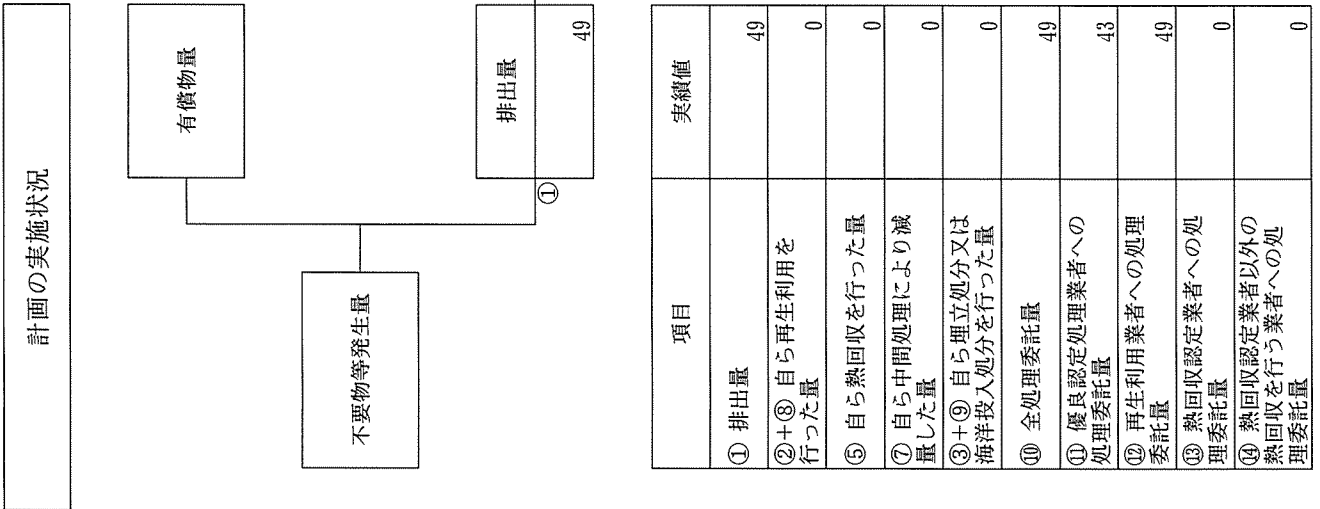 計画の実施状況
有償物量
不要物等発生量
排出量
①
49
項目
実績値
① 排出量
49
②+⑧ 自ら再生利用を
行った量
0
⑤ 自ら熱回収を行った量
0
⑦ 自ら中間処理により減
量した量
0
③+⑨ 自ら埋立処分又は
海洋投入処分を行った量
0
⑩ 全処理委託量
49
⑪ 優良認定処理業者への
処理委託量
43
⑫ 再生利用業者への処理
委託量
49
⑬ 熱回収認定業者への処
理委託量
0
⑭ 熱回収認定業者以外の
熱回収を行う業者への処
理委託量
0